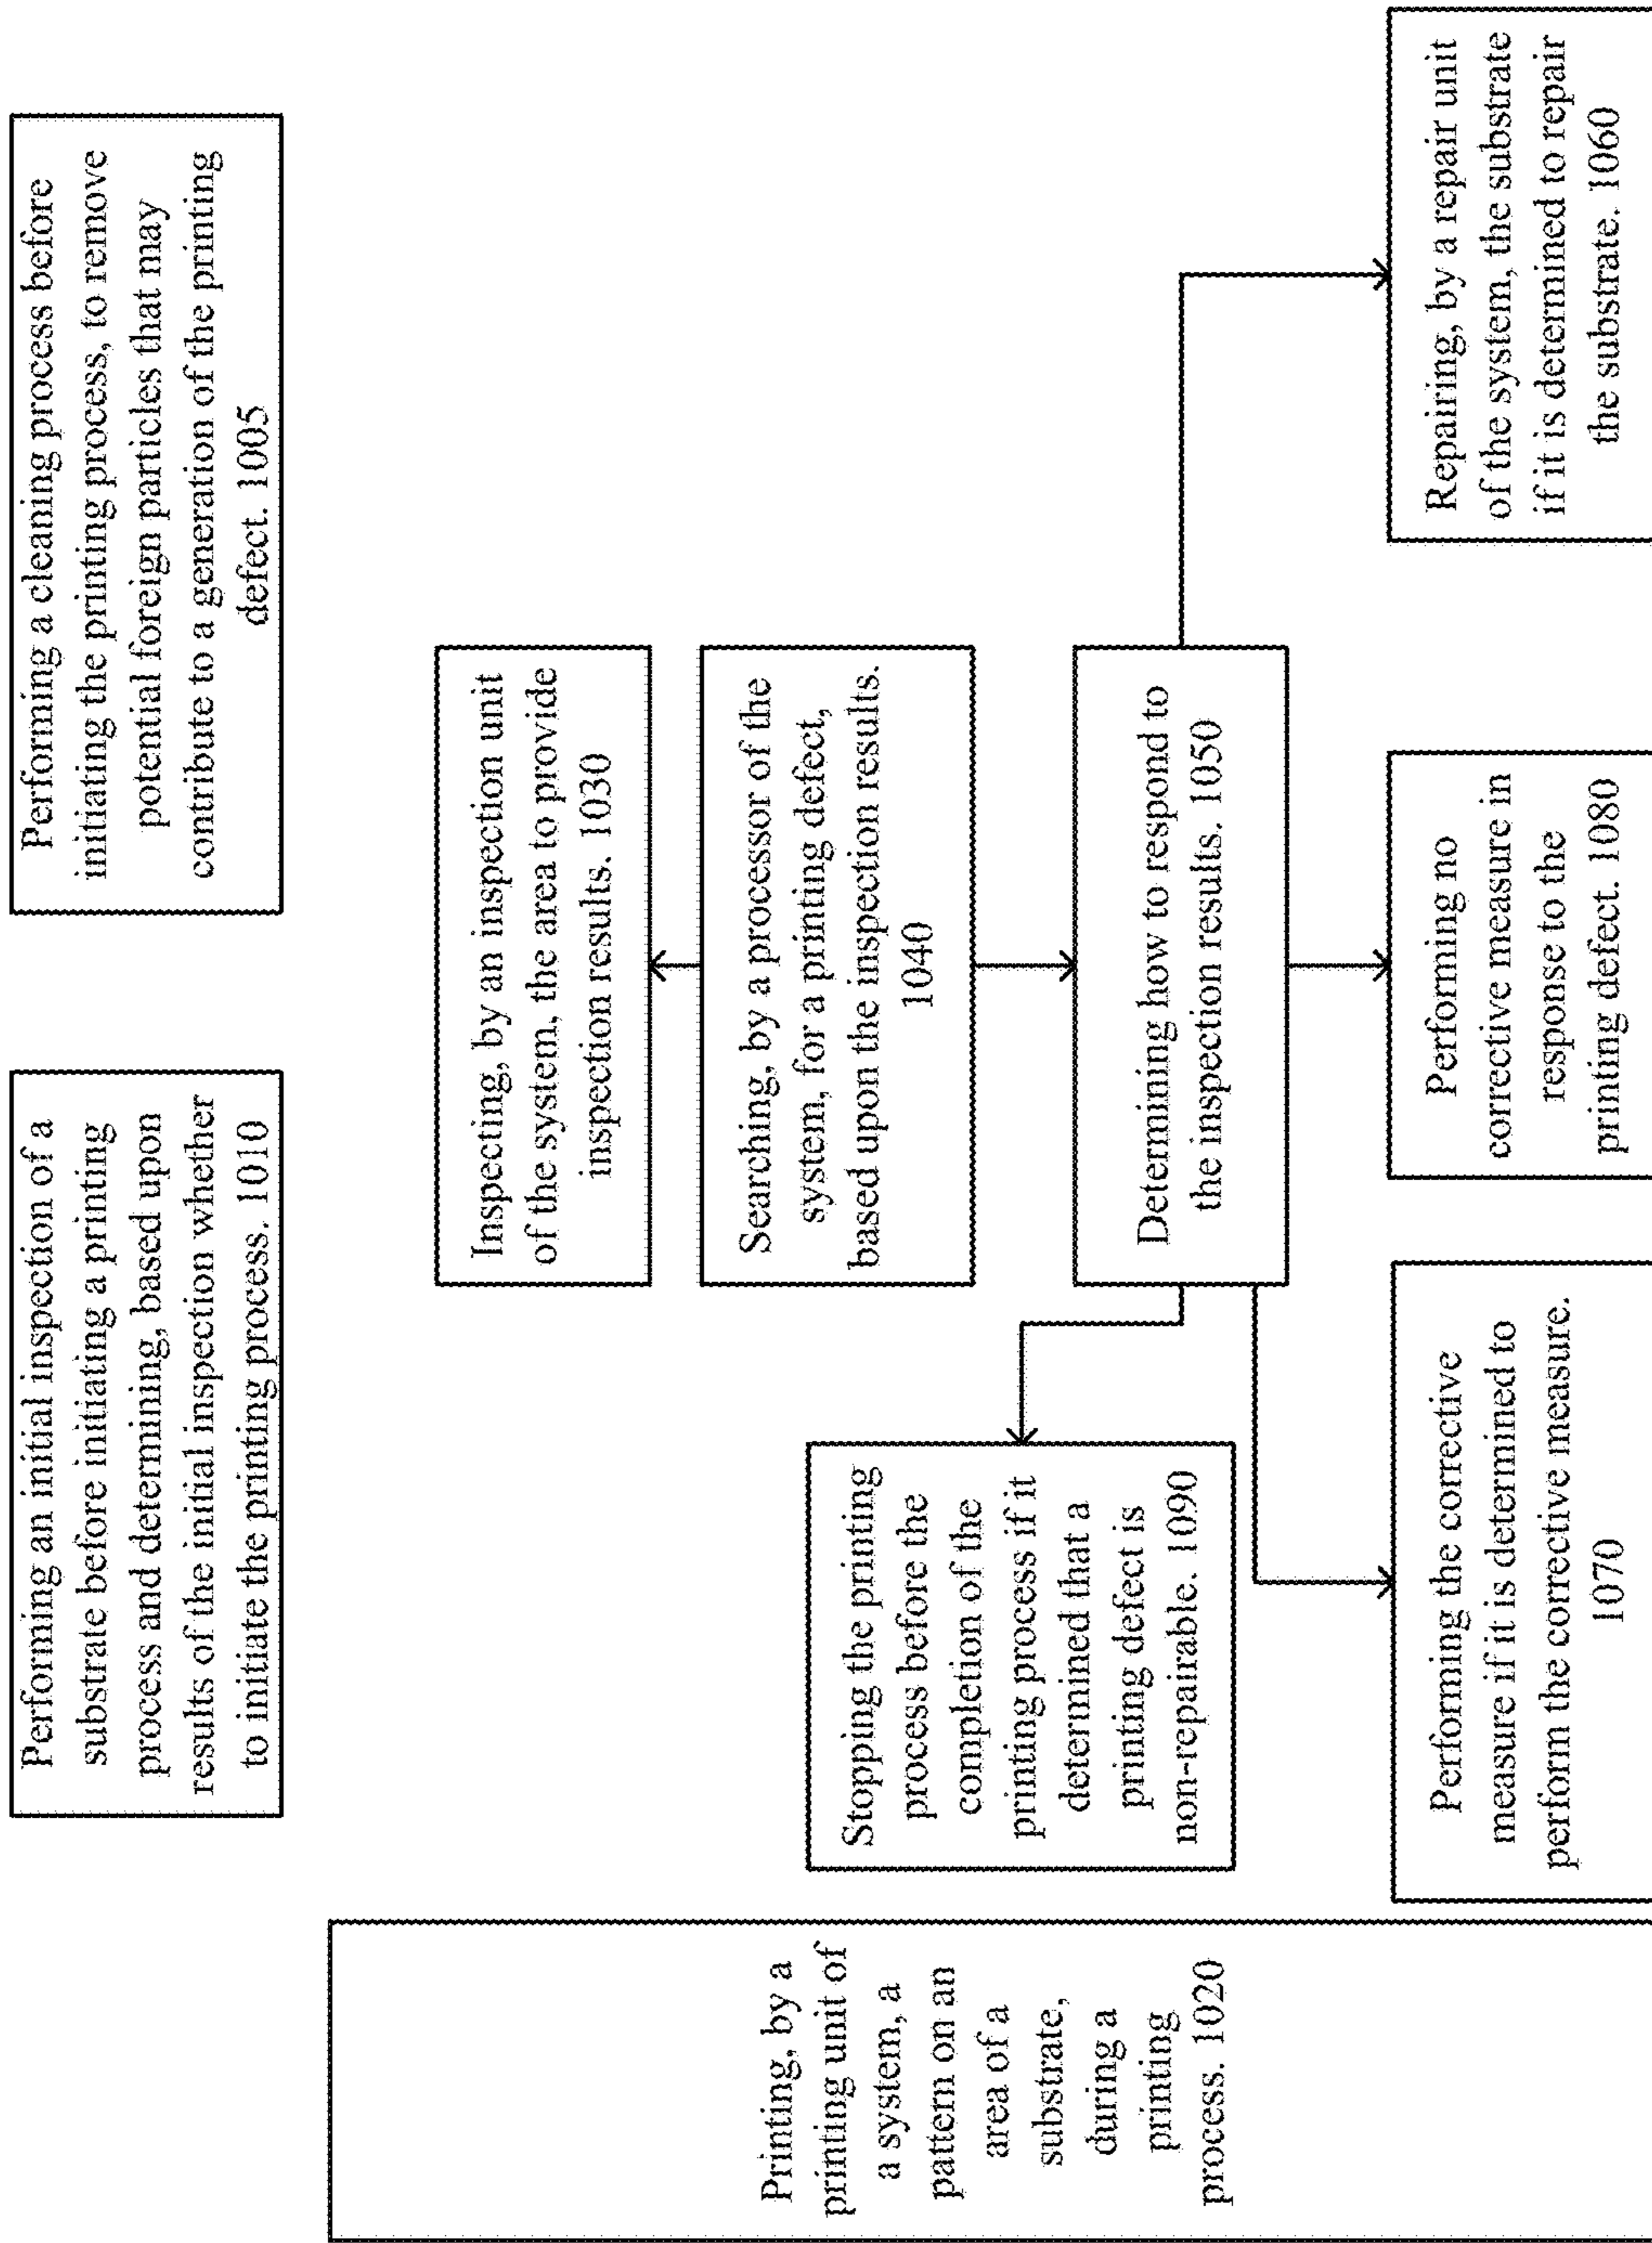 Performing an initial inspection of a
substrate before initiating a printing
process and determining, based upon
results of the initial inspection whether
to initiate the printing process. 1010
Performing a cleaning process before
initiating the printing process, to remove
potential foreign particles that may
contribute to a generation of the printing
defect. 1005
Printing, by a
printing unit of
a system, a
pattern on an
area of a
substrate,
during a
printing
process. 1020
Inspecting, by an inspection unit
of the system, the area to provide
inspection results. 1030
Searching, by a processor of the
system, for a printing defect,
based upon the inspection results.
1040
Stopping the printing
process before the
completion of the
printing process if it
determined that a
printing defect is
non-repairable. 1090
Determining how to respond to
the inspection results. 1050
Performing the corrective
measure if it is determined to
perform the corrective measure.
1070
Performing no
corrective measure in
response to the
printing defect. 1080
Repairing, by a repair unit
of the system, the substrate
if it is determined to repair
the substrate. 1060